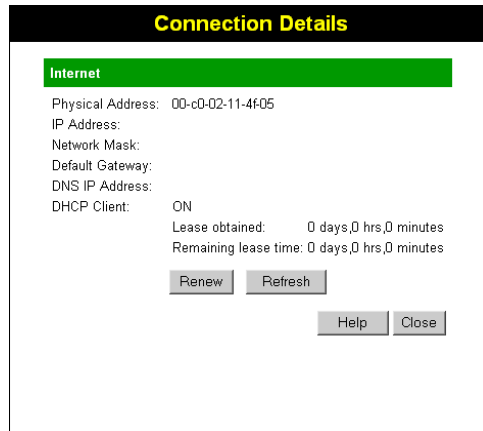 Connection Details
Internet
Physical Address: 00-c0-02-11-4f-05
IP Address:
Network Mask:
Default Gateway:
DNS IP Address:
DHCP Client: ON
Lease obtained: 0 days,0 hrs,0 minutes
Remaining lease time: 0 days,0 hrs,0 minutes
Renew Refresh
Help Close